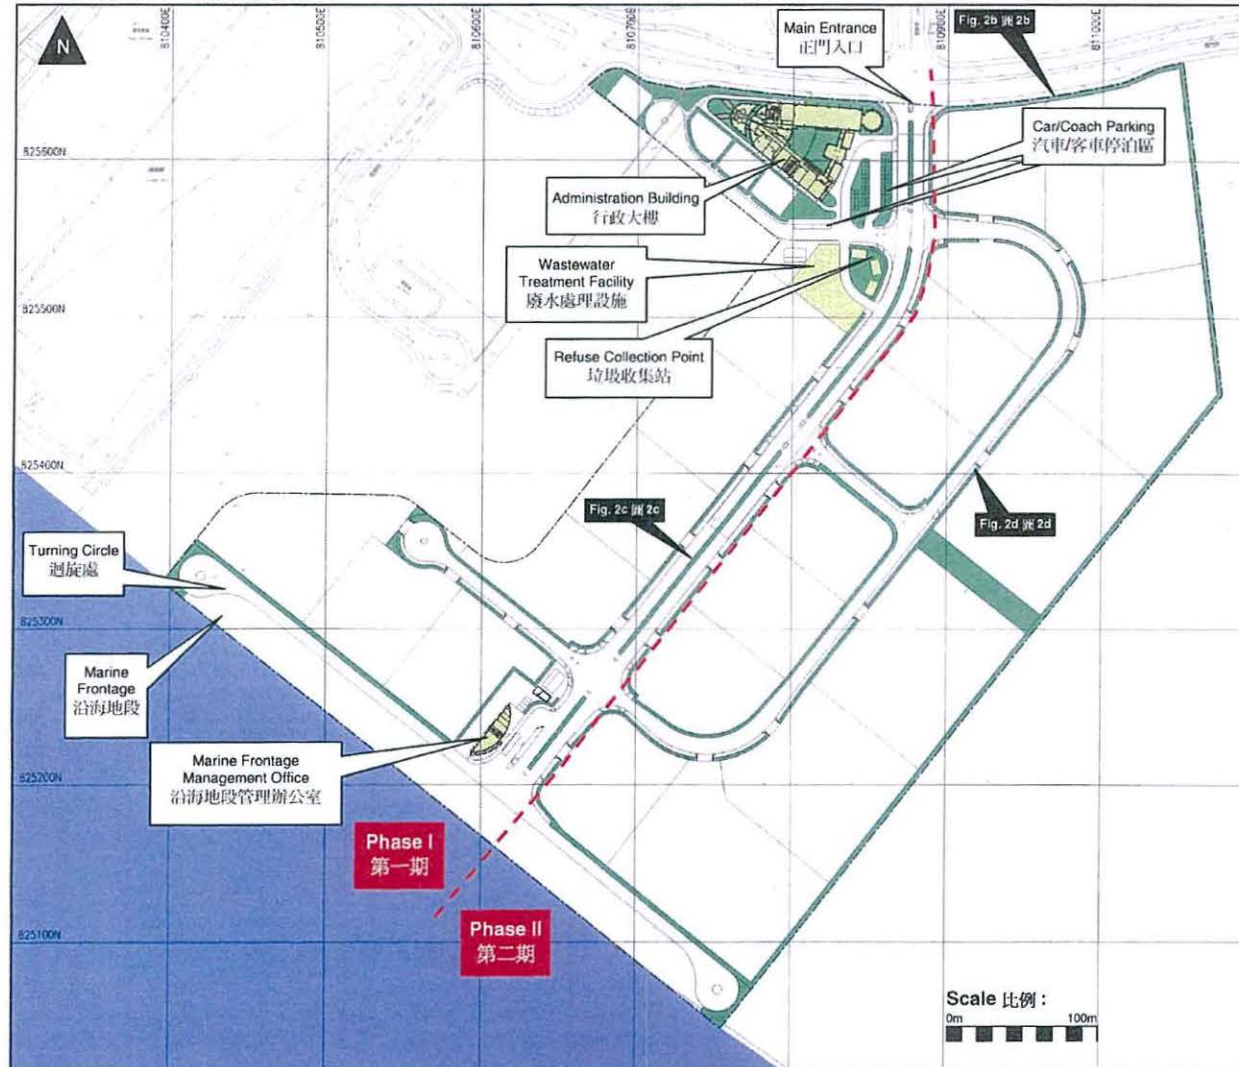 N
810400E
810500E
810600E
810700E
810900E
811000E
Main Entrance
正門入口
Fig. 2b 圖 2b
Car/Coach Parking
汽車/客車停泊區
825600N
Administration Building
行政大樓
Wastewater
Treatment Facility
廢水處理設施
825500N
Refuse Collection Point
垃圾收集站
825400N
Fig. 2c 圖 2c
Fig. 2d 圖 2d
Turning Circle
迴旋處
825300N
Marine
Frontage
沿海地段
Marine Frontage
Management Office
沿海地段管理辦公室
825200N
Phase I
第一期
Phase II
第二期
825100N
Scale 比例：
0m 100m